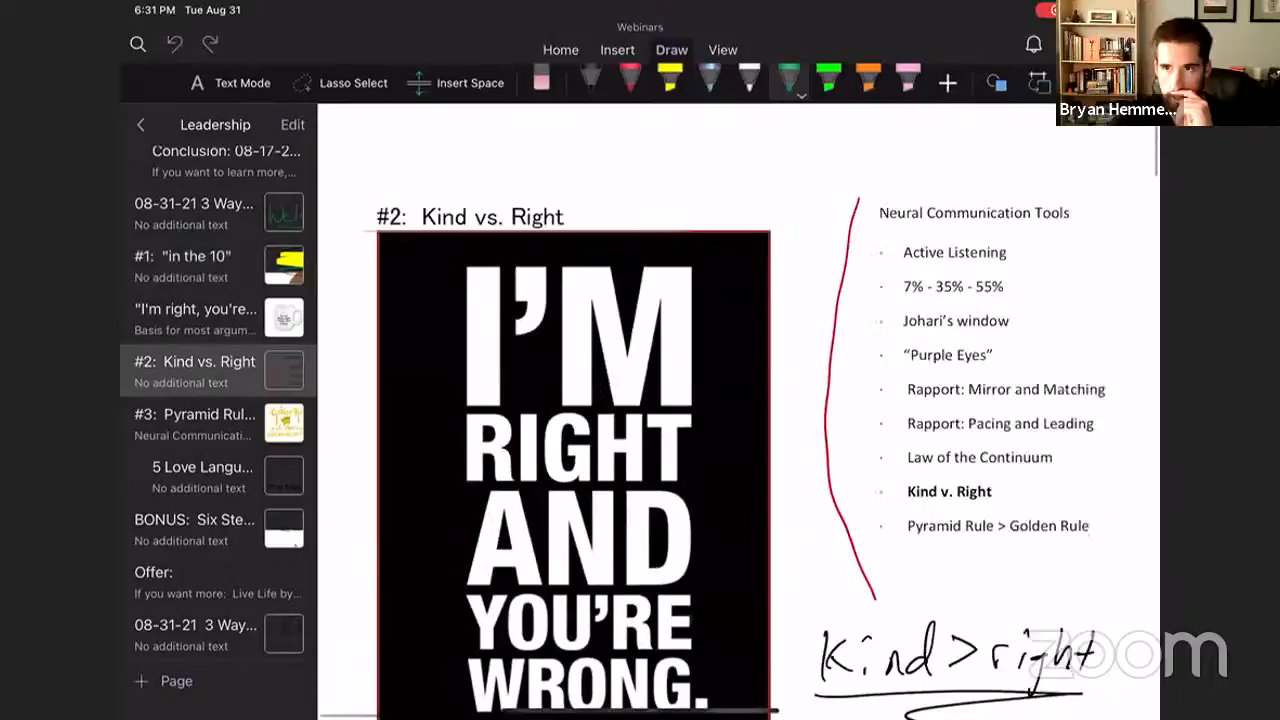 6:31 PM Tue Aug 31
Webinars
Home Insert Draw View
Text Mode Lasso Select Insert Space
Bryan Hemme...
Leadership Edit
Conclusion: 08-17-2...
If you want to learn more,...
08-31-21 3 Way...
No additional text
#1: "in the 10"
No additional text
"I'm right, you're...
Basis for most argum...
#2: Kind vs. Right
No additional text
#3: Pyramid Rul...
Neural Communicati...
5 Love Langu...
No additional text
BONUS: Six Ste...
No additional text
Offer:
If you want more: Live Life by...
08-31-21 3 Way...
No additional text
+ Page
#2: Kind vs. Right
I'M
RIGHT
AND
YOU'RE
WRONG.
Neural Communication Tools
· Active Listening
· 7% - 35% - 55%
· Johari's window
· "Purple Eyes"
· Rapport: Mirror and Matching
· Rapport: Pacing and Leading
· Law of the Continuum
· Kind v. Right
· Pyramid Rule > Golden Rule
Kind > right
zoom